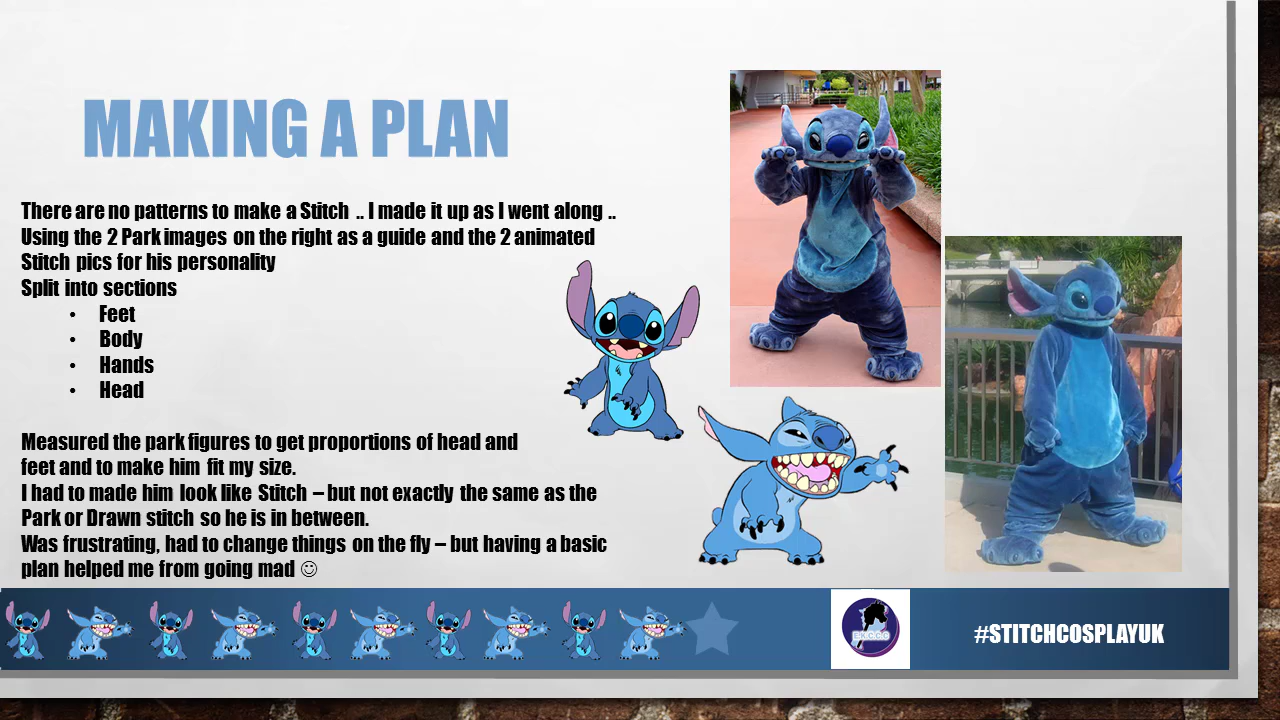 MAKING A PLAN
There are no patterns to make a Stitch .. I made it up as I went along ..
Using the 2 Park images on the right as a guide and the 2 animated
Stitch pics for his personality
Split into sections
• Feet
• Body
• Hands
• Head
Measured the park figures to get proportions of head and
feet and to make him fit my size.
I had to made him look like Stitch – but not exactly the same as the
Park or Drawn stitch so he is in between.
Was frustrating, had to change things on the fly – but having a basic
plan helped me from going mad ☺
E.K.C.C.C
#STITCHCOSPLAYUK